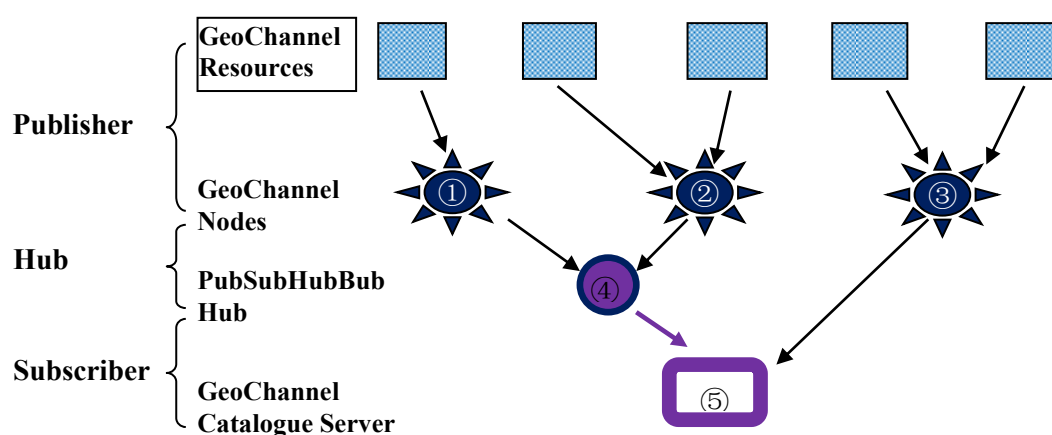 GeoChannel
Resources
Publisher
① ② ③
GeoChannel
Nodes
Hub
PubSubHubBub
Hub
④
Subscriber
GeoChannel
Catalogue Server
⑤